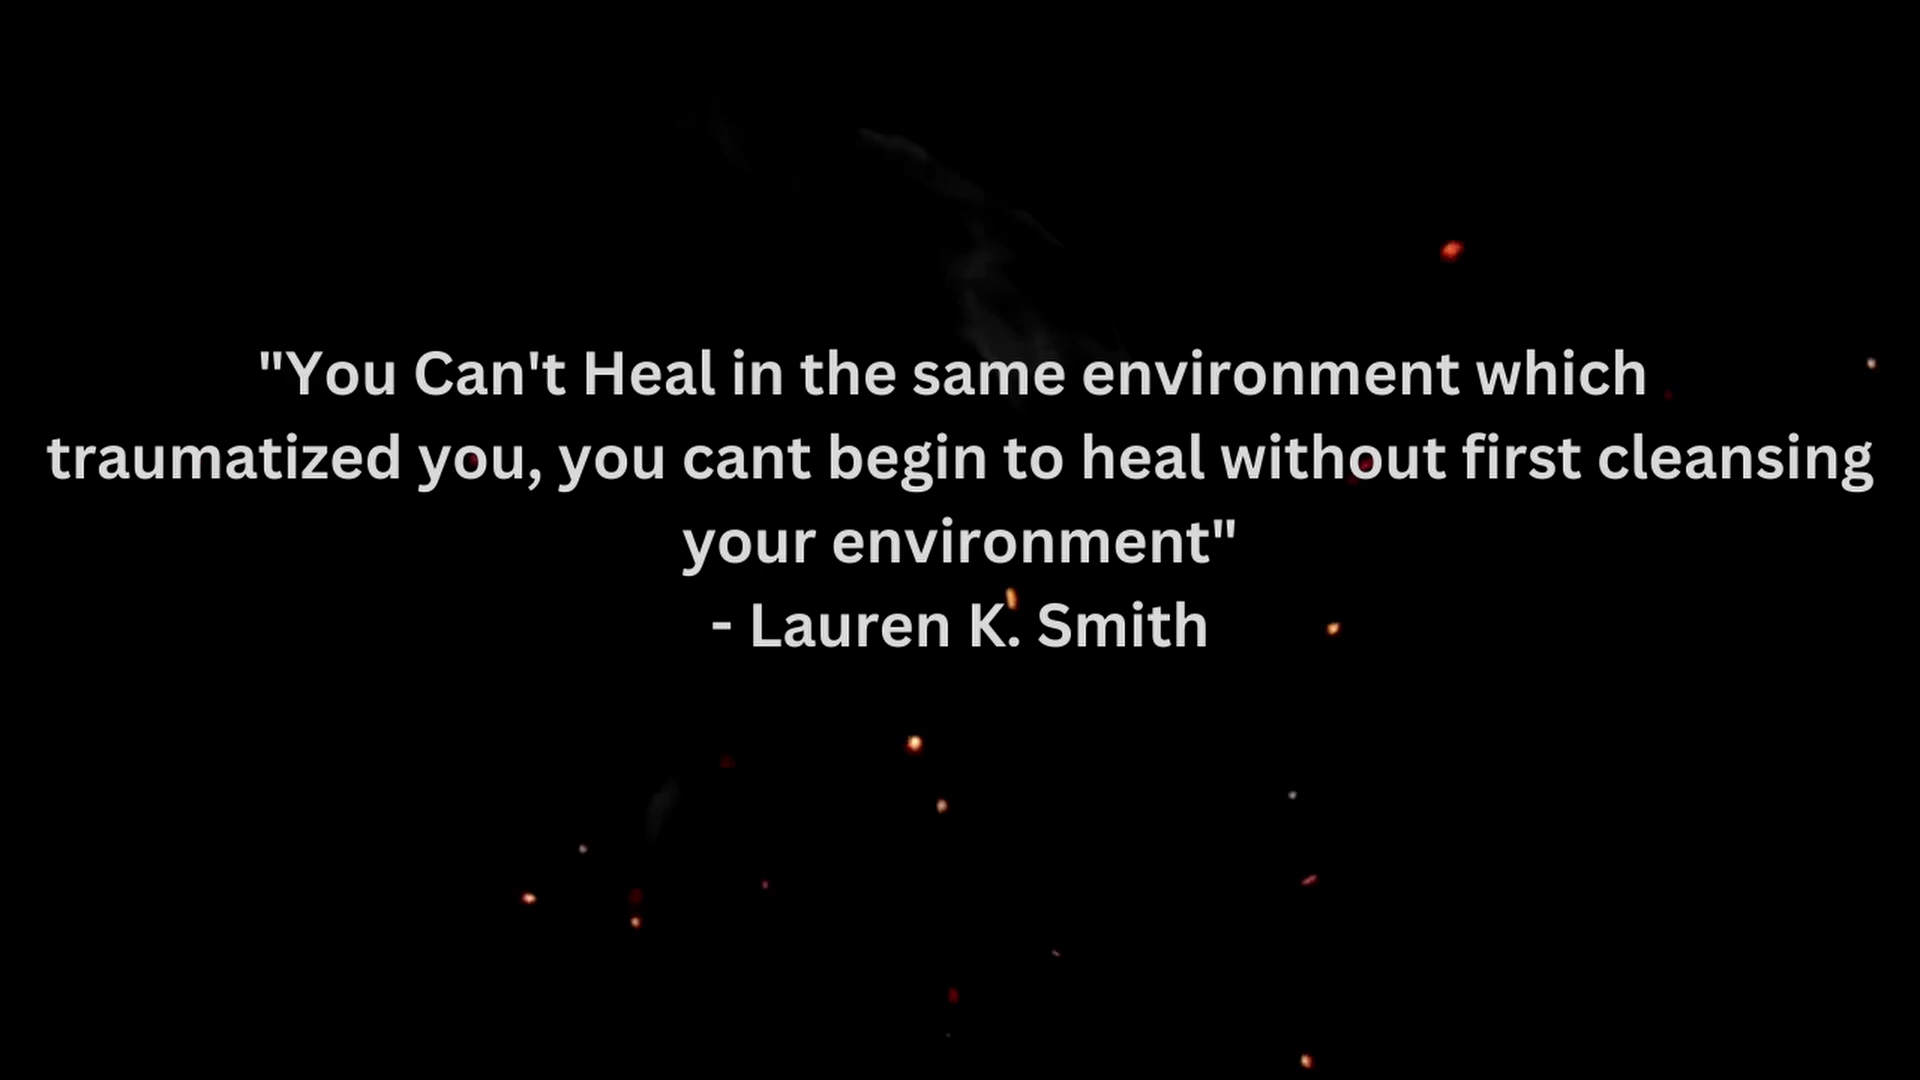 "You Can't Heal in the same environment which
traumatized you, you cant begin to heal without first cleansing
your environment"
- Lauren K. Smith